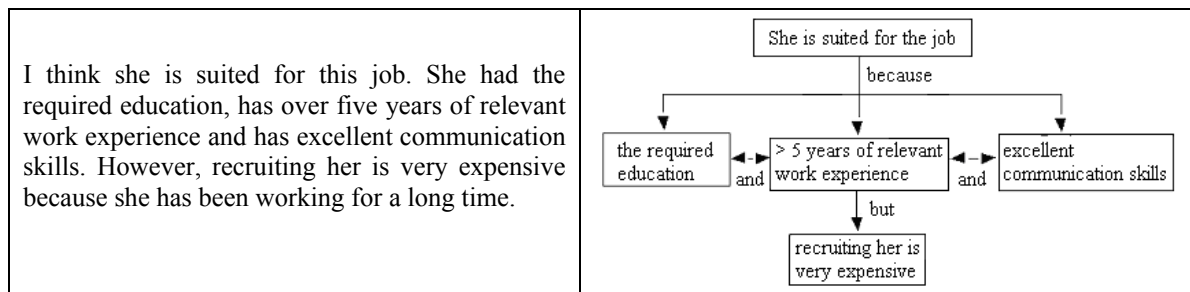 I think she is suited for this job. She had the
required education, has over five years of relevant
work experience and has excellent communication
skills. However, recruiting her is very expensive
because she has been working for a long time.
She is suited for the job
because
the required
education
and
> 5 years of relevant
work experience
and
excellent
communication skills
but
recruiting her is
very expensive